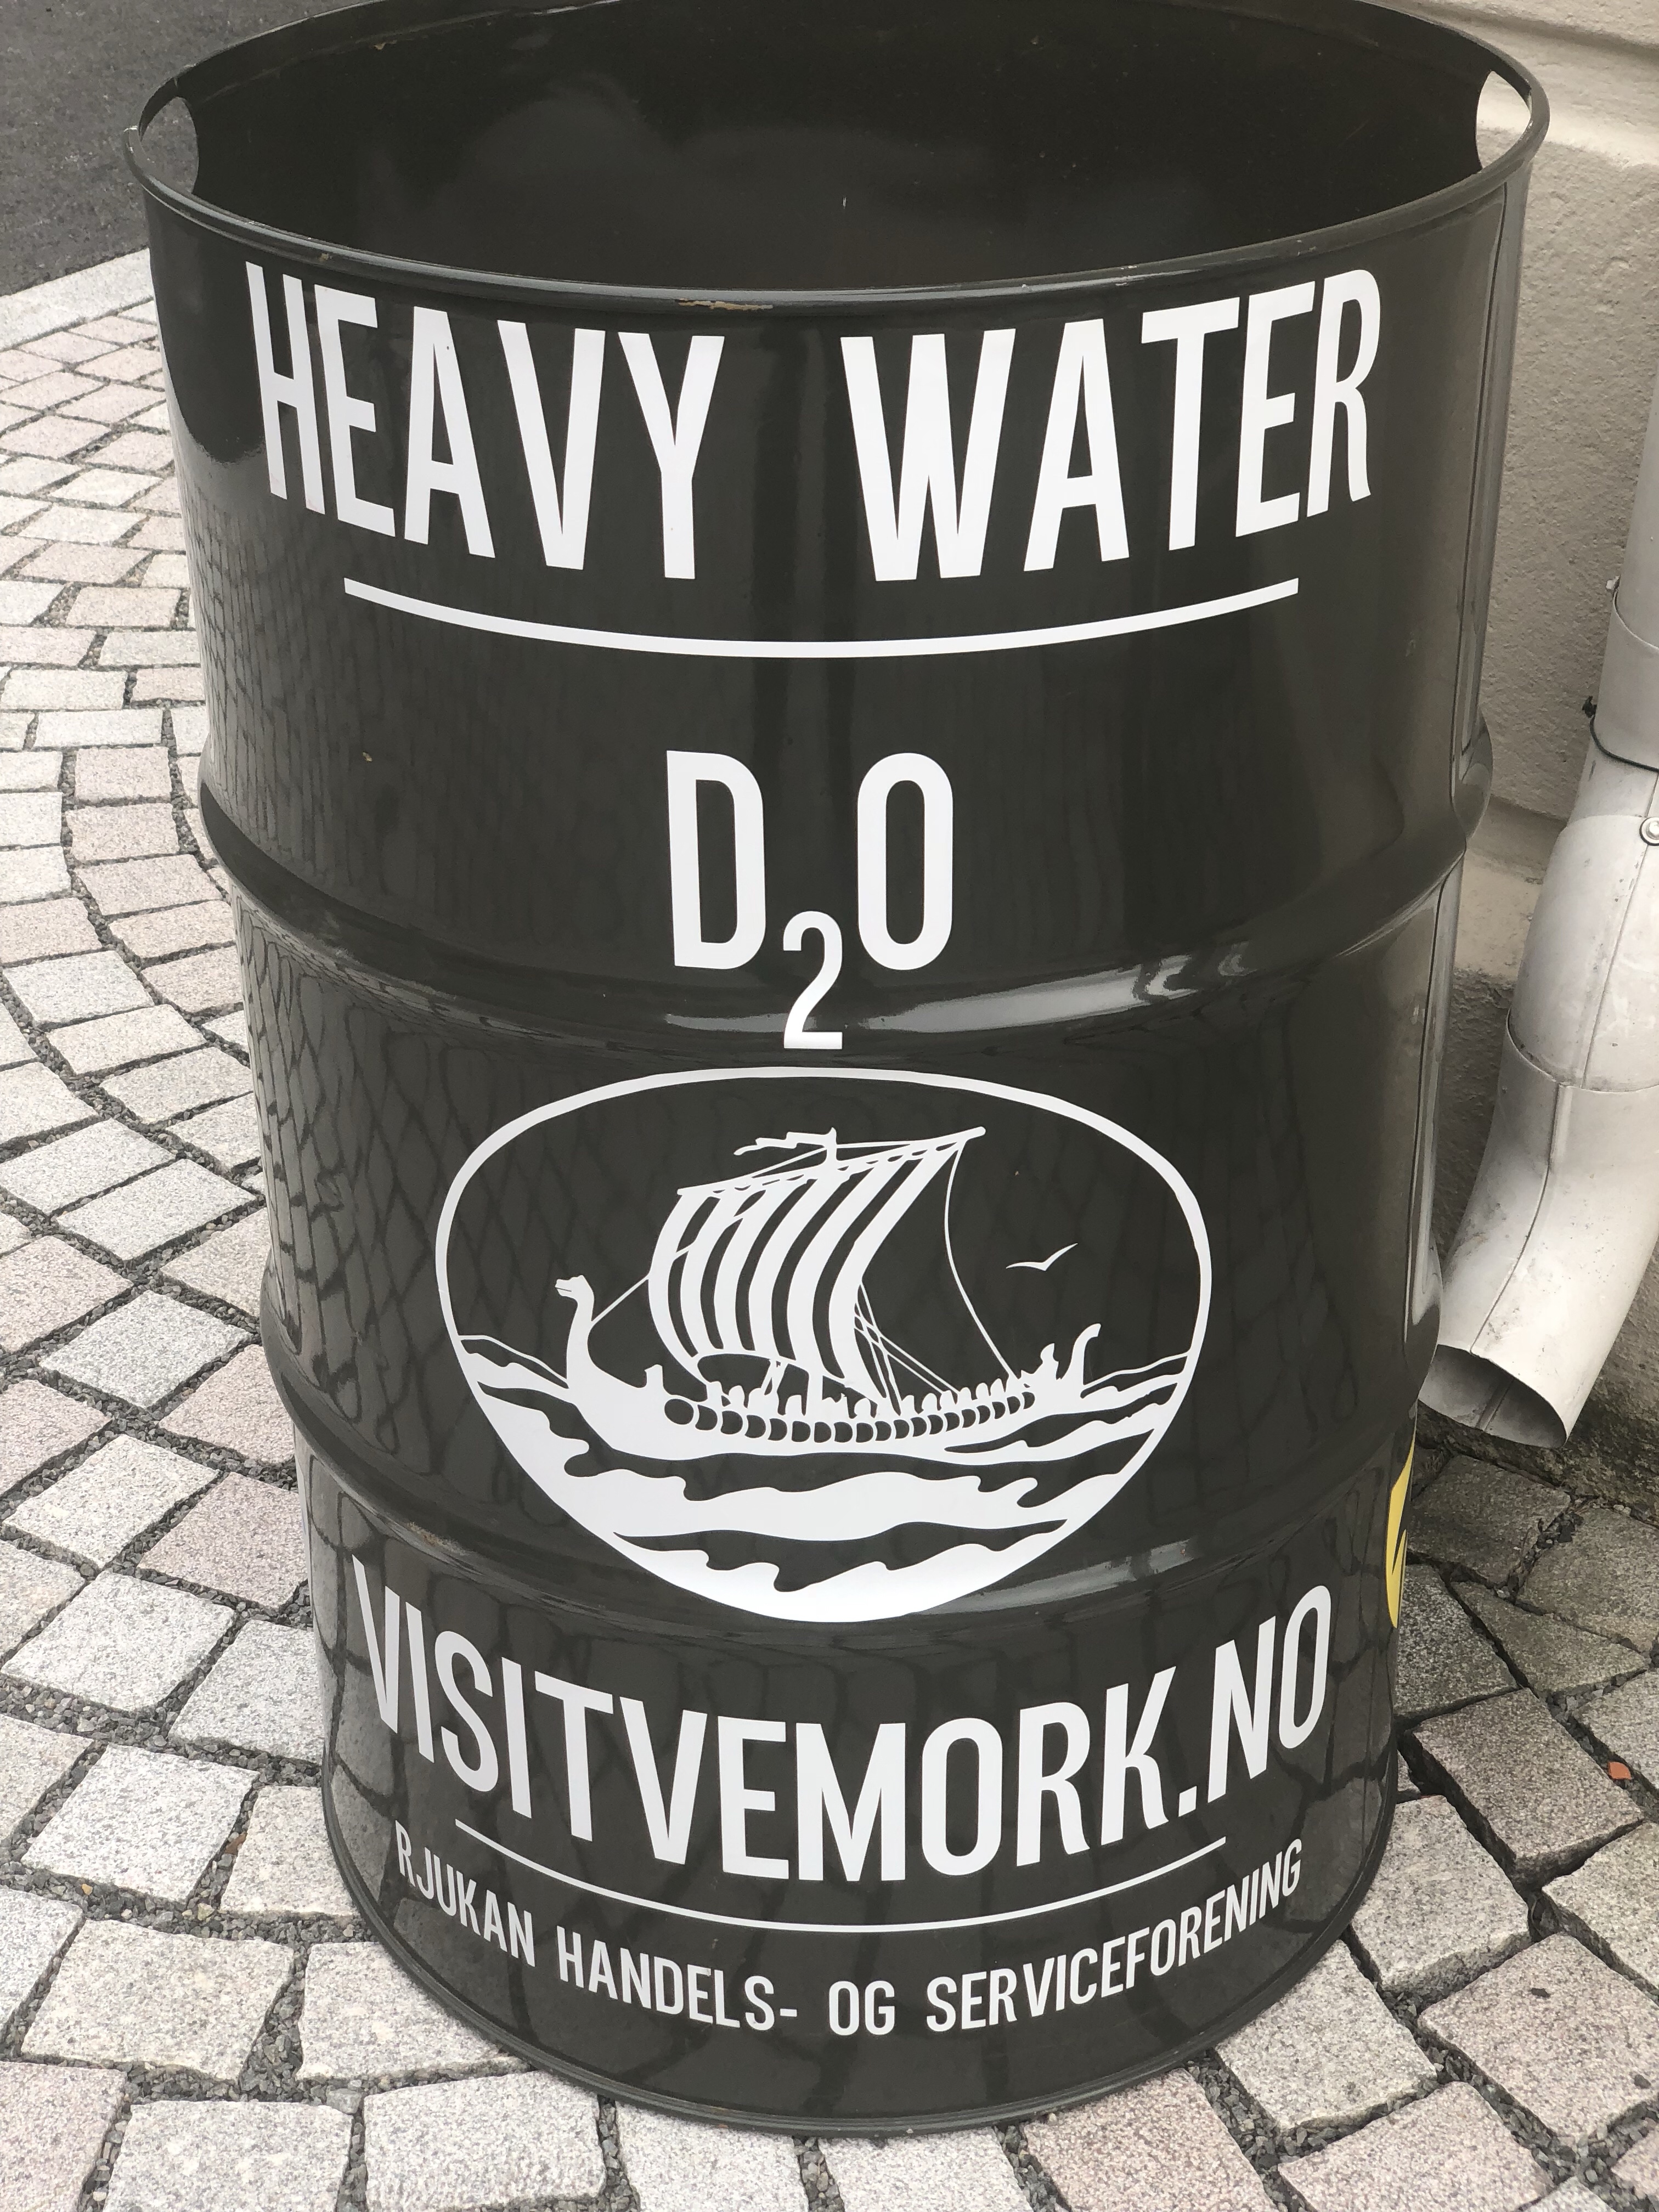 HEAVY WATER
D₂O
VISITVEMORK.NO
RJUKAN HANDELS- OG SERVICEFORENING